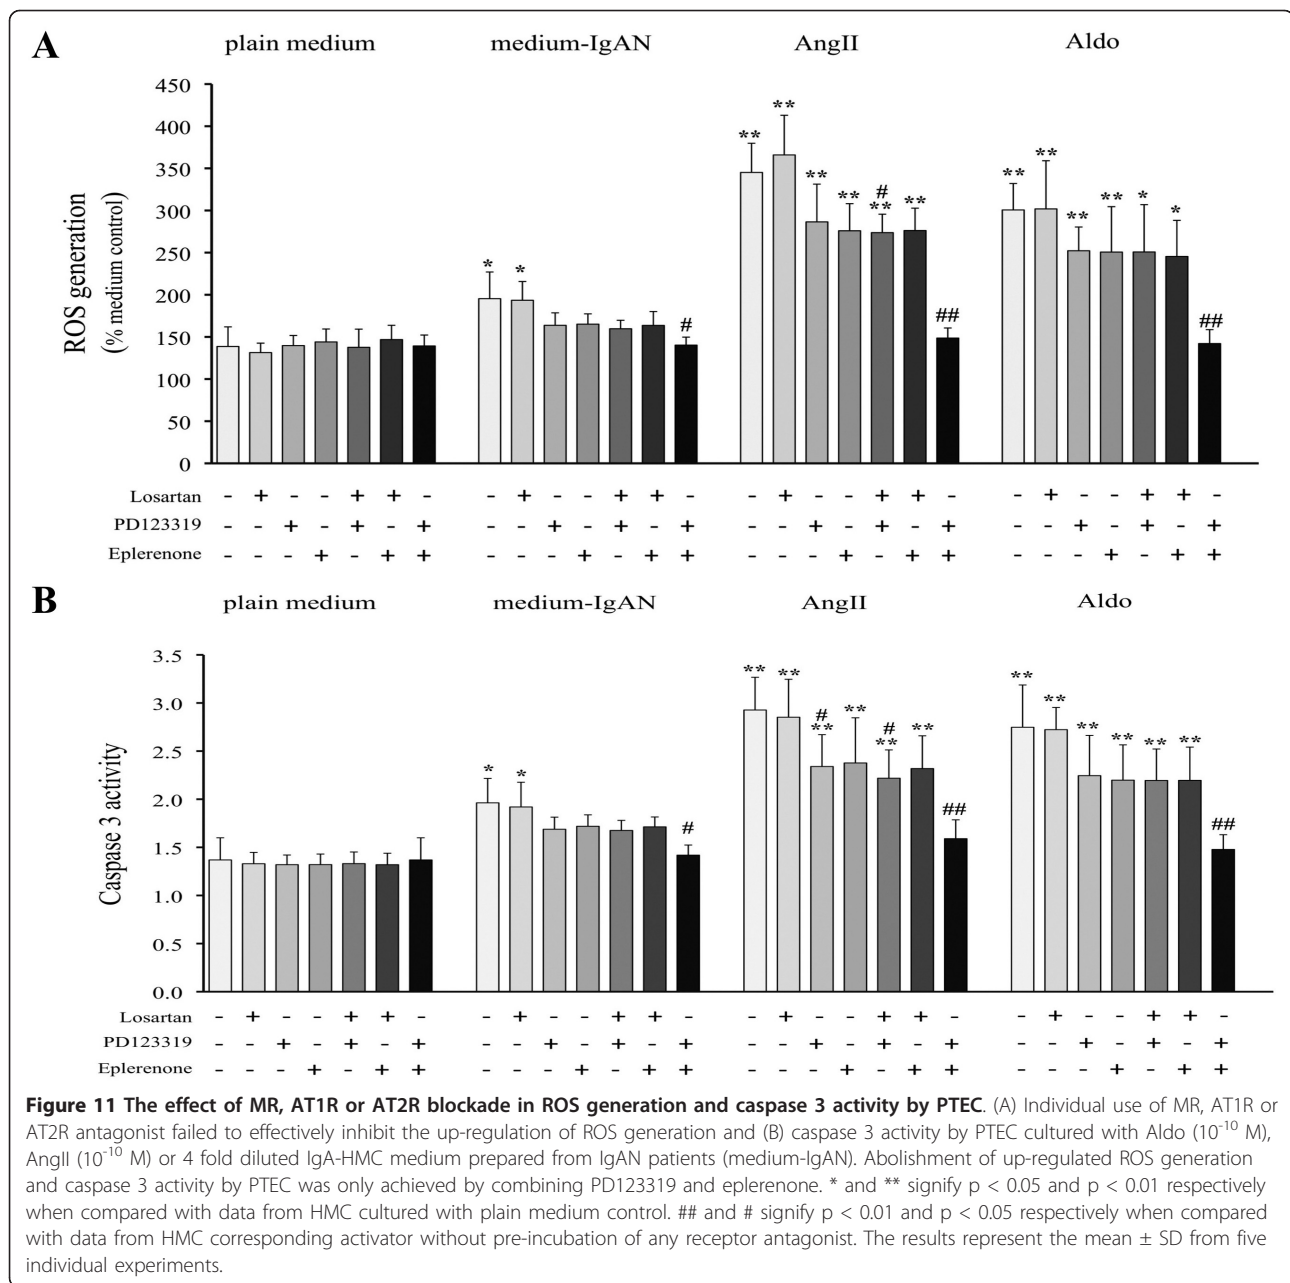 A
plain medium medium-IgAN AngII Aldo
450
400
350
300
250
200
150
100
50
0
ROS generation
(% medium control)
** ** ** ** # ** ** ** ** ** ** * *
* * # ## ##
Losartan - + - - + + - - + - - + + - - + - - + + - - + - - + + -
PD123319 - - + - + - + - - + - + - + - - + - + - + - - + - + - +
Eplerenone - - - + - + + - - - + - + + - - - + - + + - - - + - + +
B
plain medium medium-IgAN AngII Aldo
3.5
3.0
2.5
2.0
1.5
1.0
0.5
0.0
Caspase 3 activity
** ** # ** ** # ** ** ** ** ** ** ** **
* * # ## ##
Losartan - + - - + + - - + - - + + - - + - - + + - - + - - + + -
PD123319 - - + - + - + - - + - + - + - - + - + - + - - + - + - +
Eplerenone - - - + - + + - - - + - + + - - - + - + + - - - + - + +
Figure 11 The effect of MR, AT1R or AT2R blockade in ROS generation and caspase 3 activity by PTEC. (A) Individual use of MR, AT1R or
AT2R antagonist failed to effectively inhibit the up-regulation of ROS generation and (B) caspase 3 activity by PTEC cultured with Aldo (10⁻¹⁰ M),
AngII (10⁻¹⁰ M) or 4 fold diluted IgA-HMC medium prepared from IgAN patients (medium-IgAN). Abolishment of up-regulated ROS generation
and caspase 3 activity by PTEC was only achieved by combining PD123319 and eplerenone. * and ** signify p < 0.05 and p < 0.01 respectively
when compared with data from HMC cultured with plain medium control. ## and # signify p < 0.01 and p < 0.05 respectively when compared
with data from HMC corresponding activator without pre-incubation of any receptor antagonist. The results represent the mean ± SD from five
individual experiments.